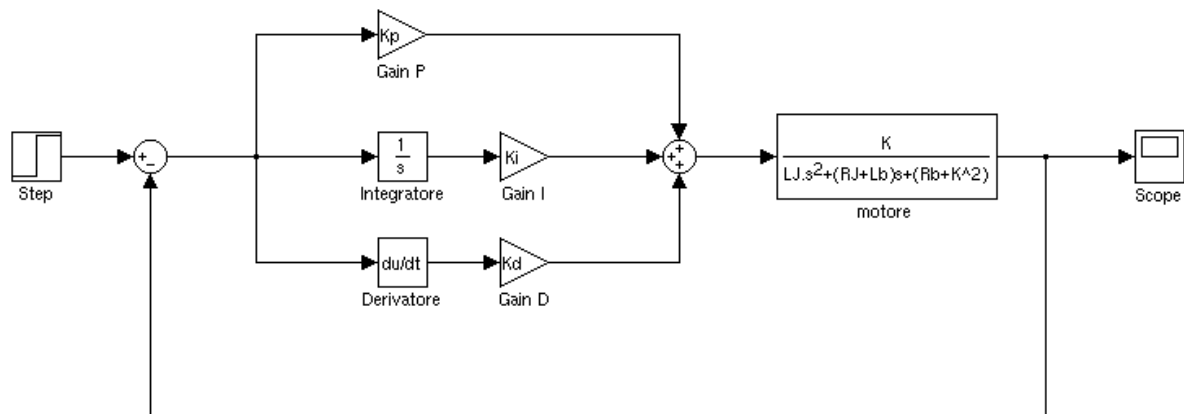 Kp
Gain P
Step
+
−
1
s
Integratore
Ki
Gain I
+
+
+
K
LJ.s2+(RJ+Lb)s+(Rb+K^2)
motore
Scope
du/dt
Derivatore
Kd
Gain D